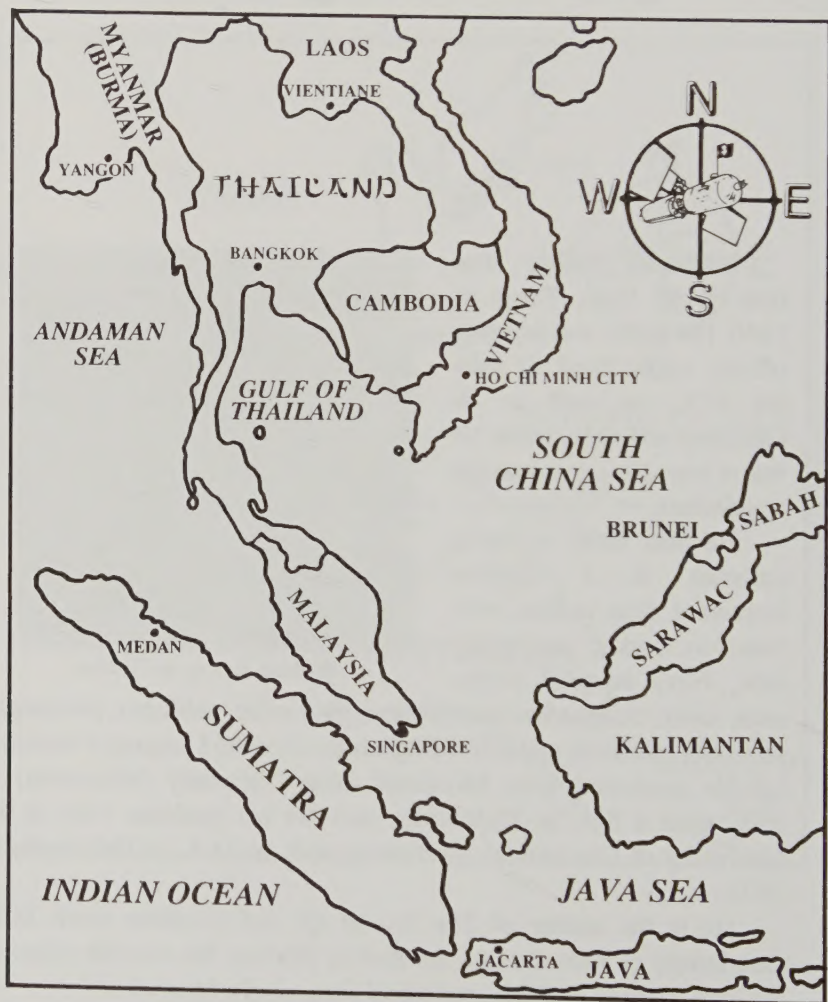 LAOS
VIENTIANE
MYANMAR
(BURMA)
YANGON
THAILAND
N
W
E
S
BANGKOK
CAMBODIA
VIETNAM
ANDAMAN
SEA
HO CHI MINH CITY
GULF OF
THAILAND
SOUTH
CHINA SEA
BRUNEI
SABAH
SARAWAC
MALAYSIA
MEDAN
SUMATRA
SINGAPORE
KALIMANTAN
INDIAN OCEAN
JAVA SEA
JACARTA
JAVA